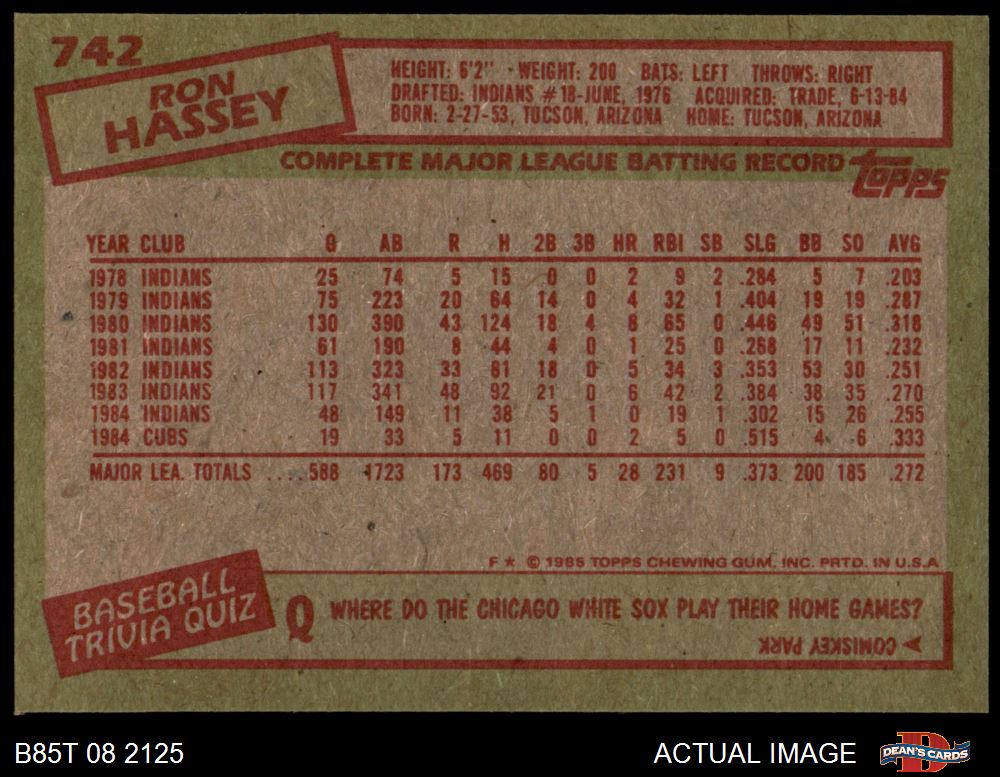 742
RON
HASSEY
HEIGHT: 6'2" · WEIGHT: 200 BATS: LEFT THROWS: RIGHT
DRAFTED: INDIANS #18-JUNE, 1976 ACQUIRED: TRADE, 6-13-84
BORN: 2-27-53, TUCSON, ARIZONA HOME: TUCSON, ARIZONA
COMPLETE MAJOR LEAGUE BATTING RECORD topps
YEAR CLUB G AB R H 2B 3B HR RBI SB SLG BB SO AVG
1978 INDIANS 25 74 5 15 0 0 2 9 2 .284 5 7 .203
1979 INDIANS 75 223 20 64 14 0 4 32 1 .404 19 19 .287
1980 INDIANS 130 390 43 124 18 4 8 65 0 .446 49 51 .318
1981 INDIANS 61 190 8 44 4 0 1 25 0 .268 17 11 .232
1982 INDIANS 113 323 33 81 18 0 5 34 3 .353 53 30 .251
1983 INDIANS 117 341 48 92 21 0 6 42 2 .384 38 35 .270
1984 INDIANS 48 149 11 38 5 1 0 19 1 .302 15 26 .255
1984 CUBS 19 33 5 11 0 0 2 5 0 .515 4 6 .333
MAJOR LEA. TOTALS ....588 1723 173 469 80 5 28 231 9 .373 200 185 .272
F * © 1985 TOPPS CHEWING GUM, INC. PRTD. IN U.S.A
BASEBALL
TRIVIA QUIZ
Q WHERE DO THE CHICAGO WHITE SOX PLAY THEIR HOME GAMES?
COMISKEY PARK
B85T 08 2125
ACTUAL IMAGE
D
DEAN'S CARDS